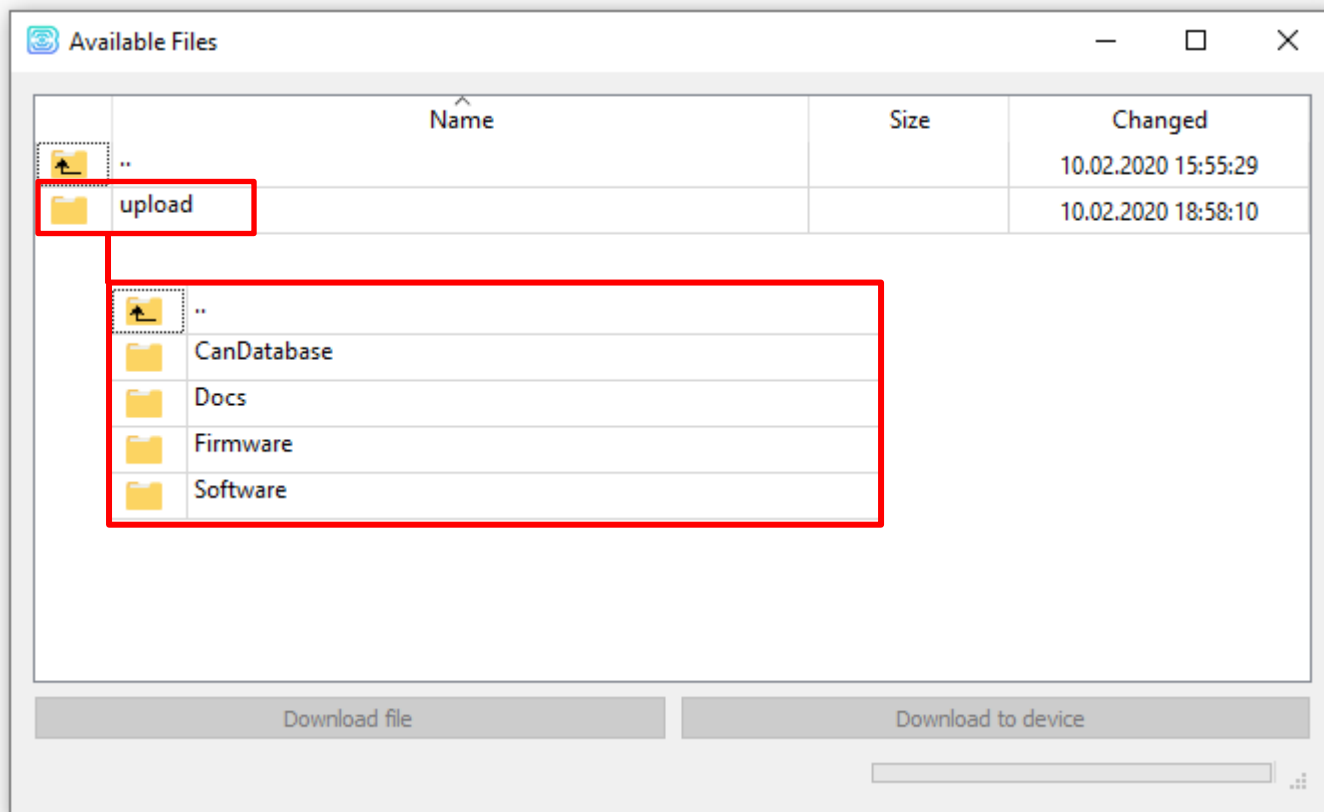 Available Files
Name Size Changed
.. 10.02.2020 15:55:29
upload 10.02.2020 18:58:10
..
CanDatabase
Docs
Firmware
Software
Download file Download to device